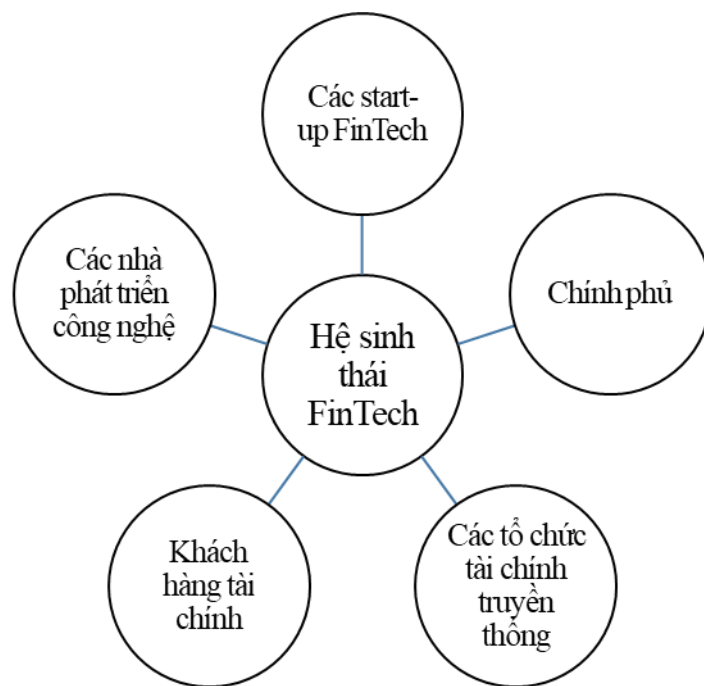 Các start-
up FinTech
Các nhà
phát triển
công nghệ
Chính phủ
Hệ sinh
thái
FinTech
Khách
hàng tài
chính
Các tổ chức
tài chính
truyền
thống